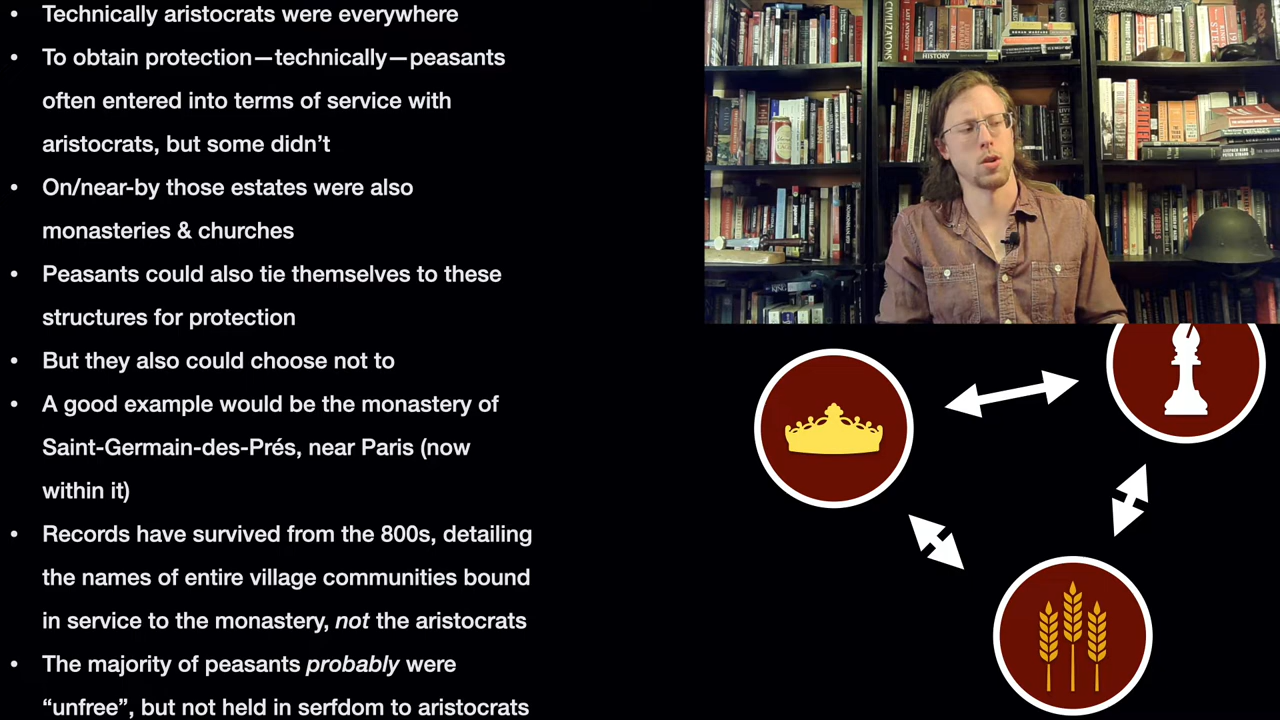 • Technically aristocrats were everywhere
• To obtain protection—technically—peasants
often entered into terms of service with
aristocrats, but some didn’t
• On/near-by those estates were also
monasteries & churches
• Peasants could also tie themselves to these
structures for protection
• But they also could choose not to
• A good example would be the monastery of
Saint-Germain-des-Prés, near Paris (now
within it)
• Records have survived from the 800s, detailing
the names of entire village communities bound
in service to the monastery, not the aristocrats
• The majority of peasants probably were
“unfree”, but not held in serfdom to aristocrats
HISTORY